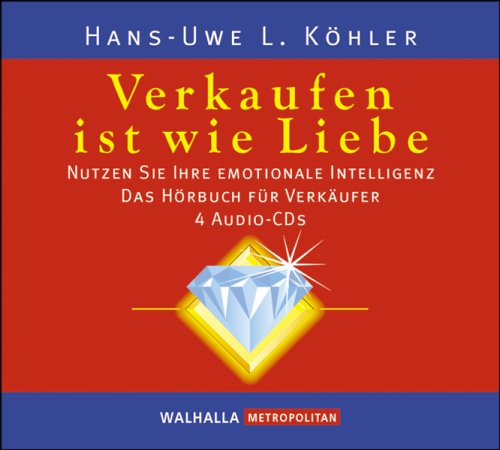 Hans-Uwe L. Köhler
Verkaufen
ist wie Liebe
Nutzen Sie Ihre emotionale Intelligenz
Das Hörbuch für Verkäufer
4 Audio-CDs
WALHALLA METROPOLITAN